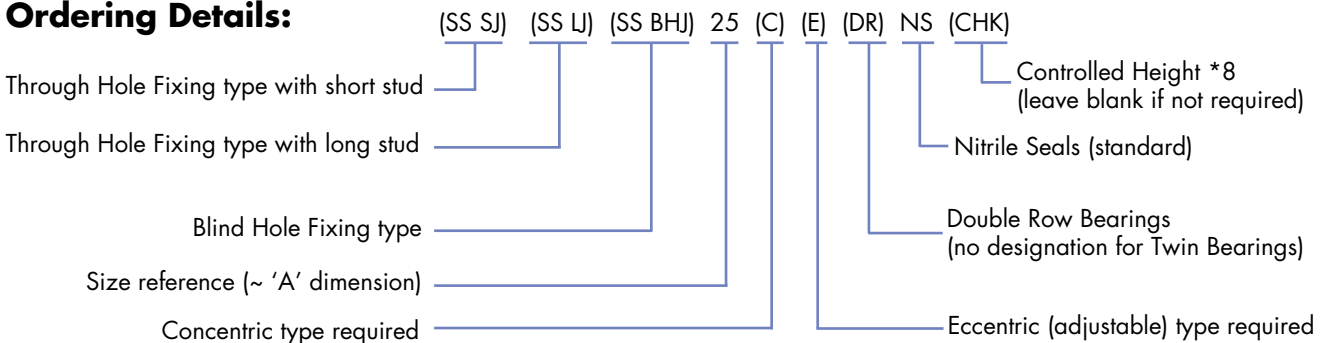 Ordering Details:
(SS SJ) (SS LJ) (SS BHJ) 25 (C) (E) (DR) NS (CHK)
Through Hole Fixing type with short stud
Controlled Height *8
(leave blank if not required)
Through Hole Fixing type with long stud
Nitrile Seals (standard)
Blind Hole Fixing type
Double Row Bearings
(no designation for Twin Bearings)
Size reference (~ ‘A’ dimension)
Concentric type required
Eccentric (adjustable) type required